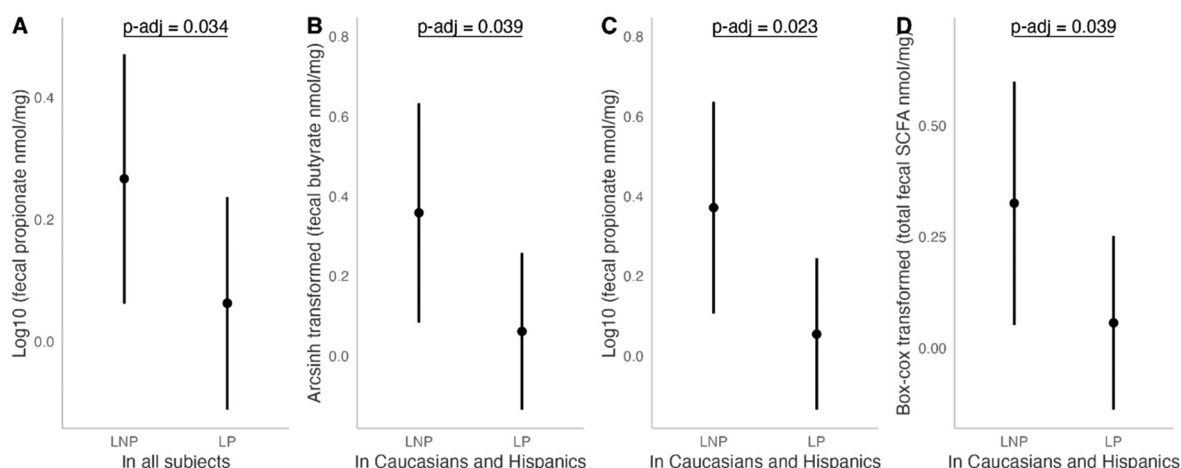 A
p-adj = 0.034
Log10 (fecal propionate nmol/mg)
0.4
0.2
0.0
LNP
LP
In all subjects
B
p-adj = 0.039
Arcsinh transformed (fecal butyrate nmol/mg)
0.8
0.6
0.4
0.2
0.0
LNP
LP
In Caucasians and Hispanics
C
p-adj = 0.023
Log10 (fecal propionate nmol/mg)
0.8
0.6
0.4
0.2
0.0
LNP
LP
In Caucasians and Hispanics
D
p-adj = 0.039
Box-cox transformed (total fecal SCFA nmol/mg)
0.50
0.25
0.00
LNP
LP
In Caucasians and Hispanics